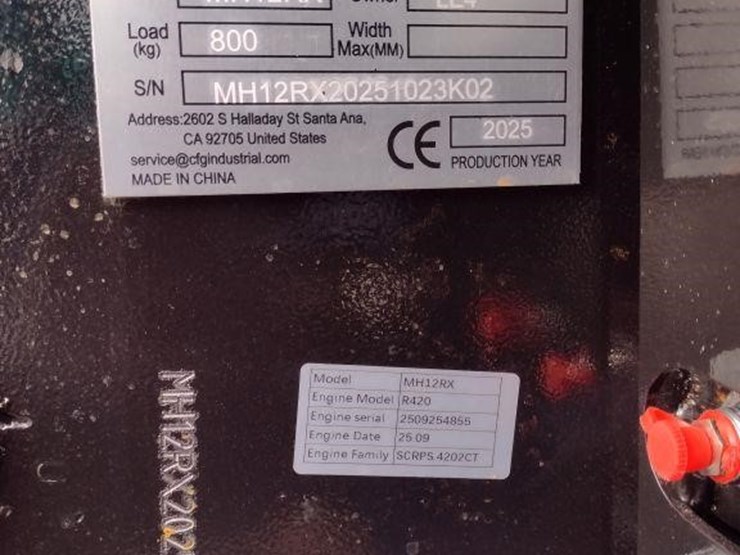 Load
(kg)
800
Width
Max(MM)
S/N
MH12RX20251023K02
Address:2602 S Halladay St Santa Ana,
CA 92705 United States
service@cfgindustrial.com
MADE IN CHINA
CE
2025
PRODUCTION YEAR
Model MH12RX
Engine Model R420
Engine serial 2509254855
Engine Date 25 09
Engine Family SCRPS.4202CT
MH12RX202